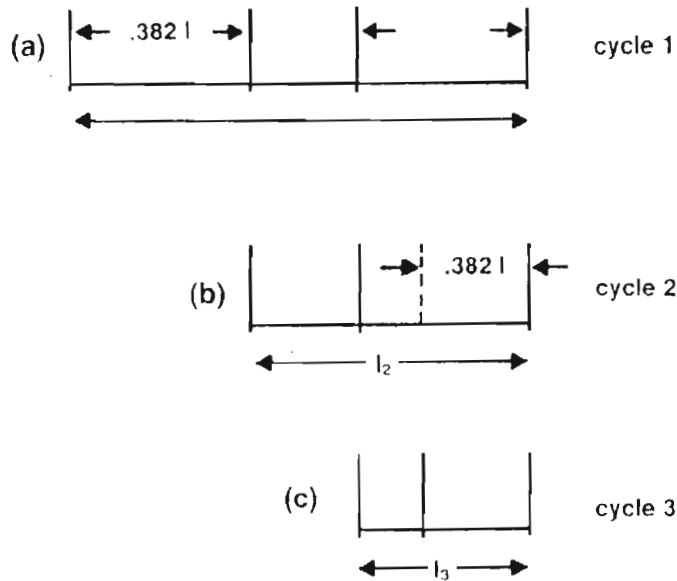 (a) .382 l cycle 1
(b) .382 l cycle 2
l₂
(c) cycle 3
l₃